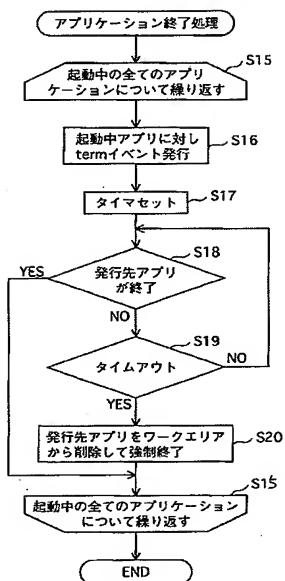 アプリケーション終了処理
S15
起動中の全てのアプリ
ケーションについて繰り返す
S16
起動中アプリに対し
termイベント発行
S17
タイマセット
S18
YES
発行先アプリ
が終了
NO
S19
タイムアウト
NO
YES
発行先アプリをワークエリア
から削除して強制終了
S20
S15
起動中の全てのアプリケーション
について繰り返す
END